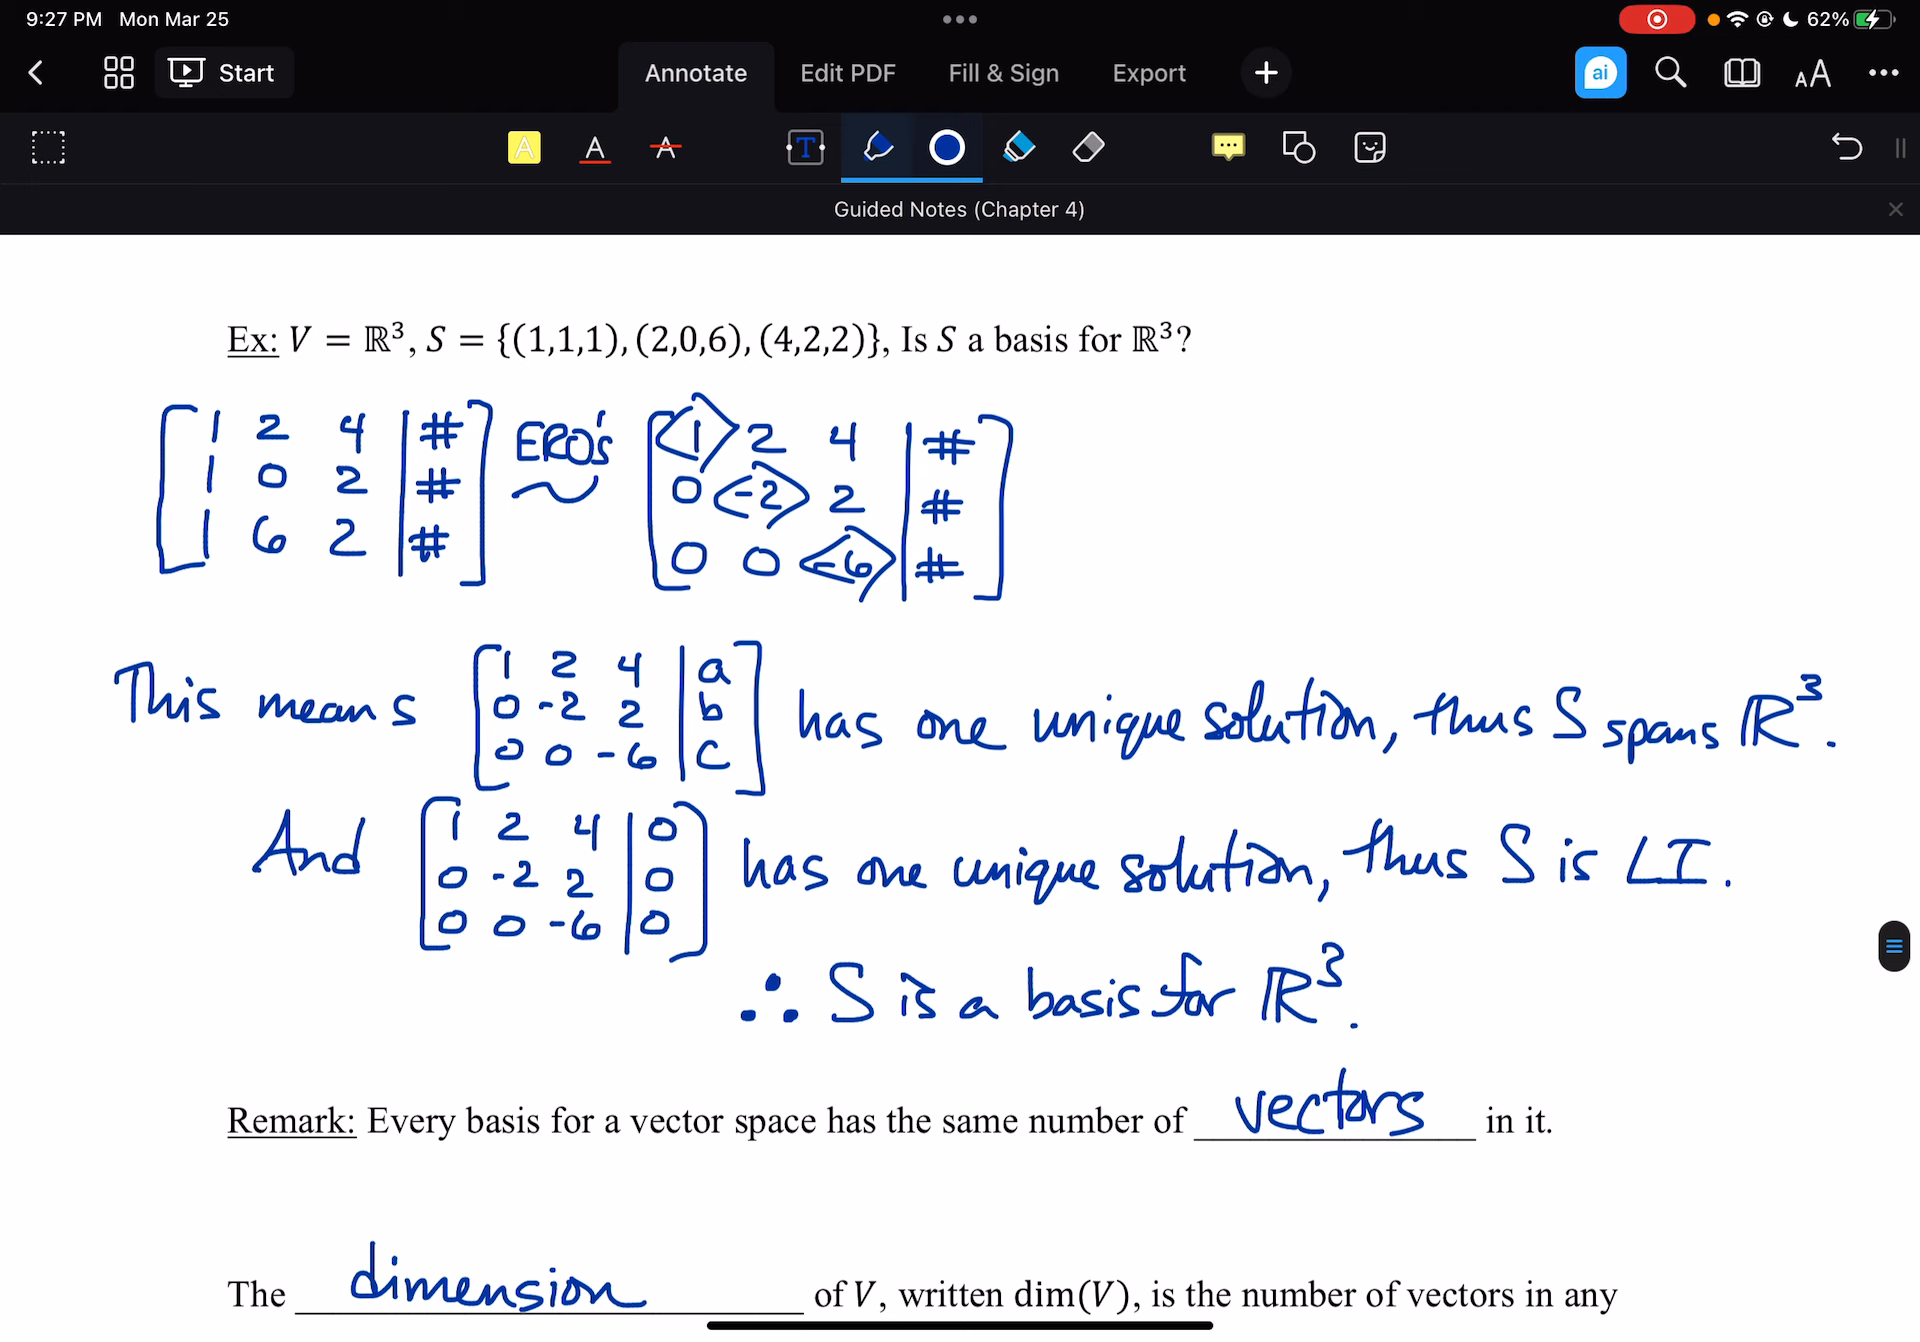 9:27 PM Mon Mar 25
62%
Start
Annotate
Edit PDF
Fill & Sign
Export
ai
AA
A A A T
Guided Notes (Chapter 4)
Ex: V = ℝ³, S = {(1,1,1), (2,0,6), (4,2,2)}, Is S a basis for ℝ³?
[1 2 4 | #] ERO's [1 2 4 | #]
[1 0 2 | #] ~ [0 -2 2 | #]
[1 6 2 | #] [0 0 -6 | #]
This means [1 2 4 | a; 0 -2 2 | b; 0 0 -6 | c] has one unique solution, thus S spans ℝ³.
And [1 2 4 | 0; 0 -2 2 | 0; 0 0 -6 | 0] has one unique solution, thus S is LI.
∴ S is a basis for ℝ³.
Remark: Every basis for a vector space has the same number of vectors in it.
The dimension of V, written dim(V), is the number of vectors in any